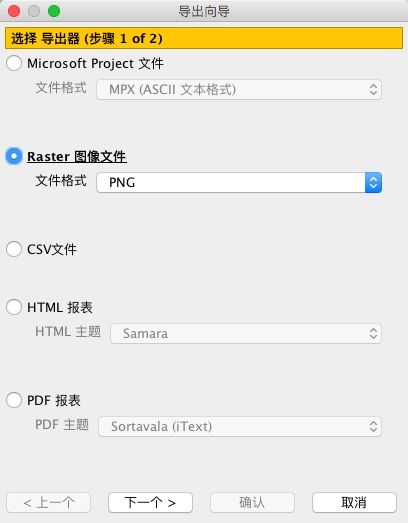 导出向导
选择 导出器 (步骤 1 of 2)
Microsoft Project 文件
文件格式 MPX (ASCII 文本格式)
Raster 图像文件
文件格式 PNG
CSV文件
HTML 报表
HTML 主题 Samara
PDF 报表
PDF 主题 Sortavala (iText)
< 上一个 下一个 > 确认 取消